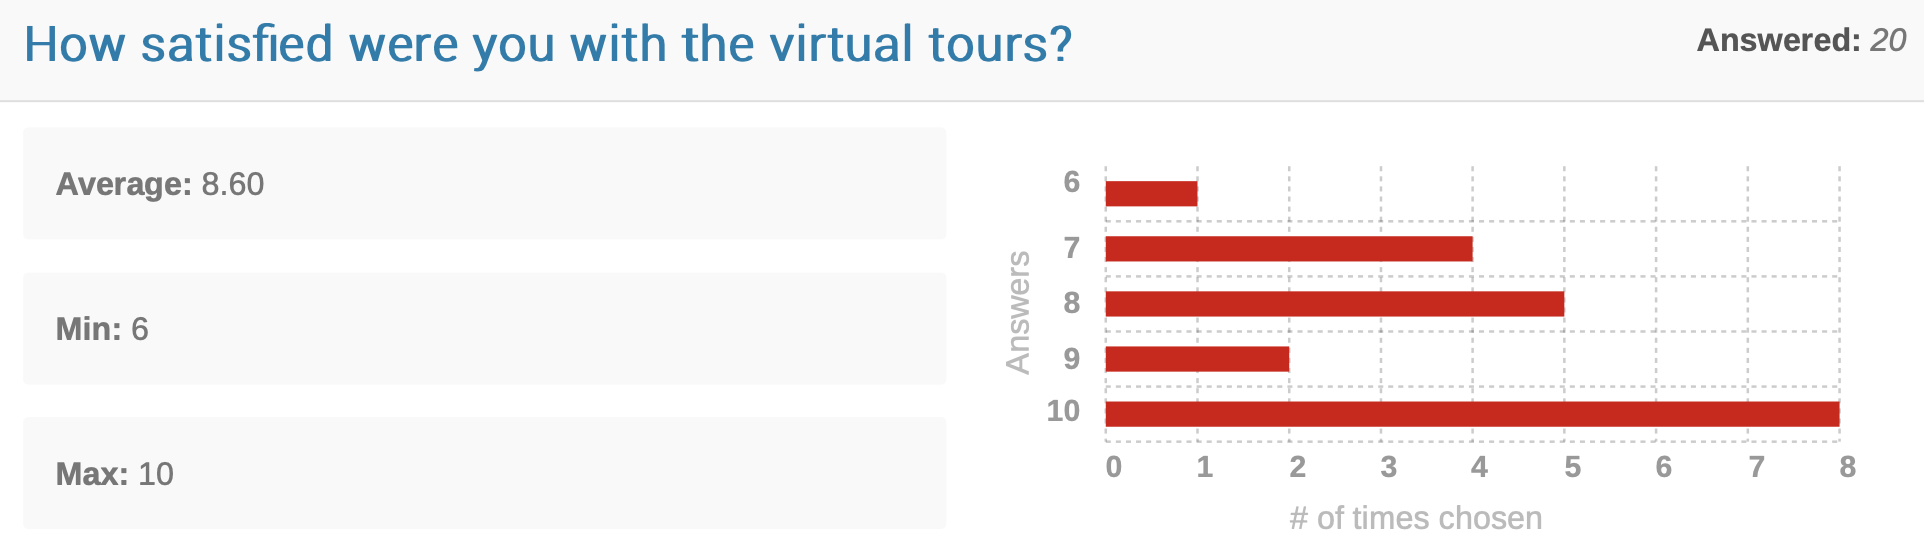 How satisfied were you with the virtual tours?
Answered: 20
Average: 8.60
Min: 6
Max: 10
Answers
6
7
8
9
10
0 1 2 3 4 5 6 7 8
# of times chosen